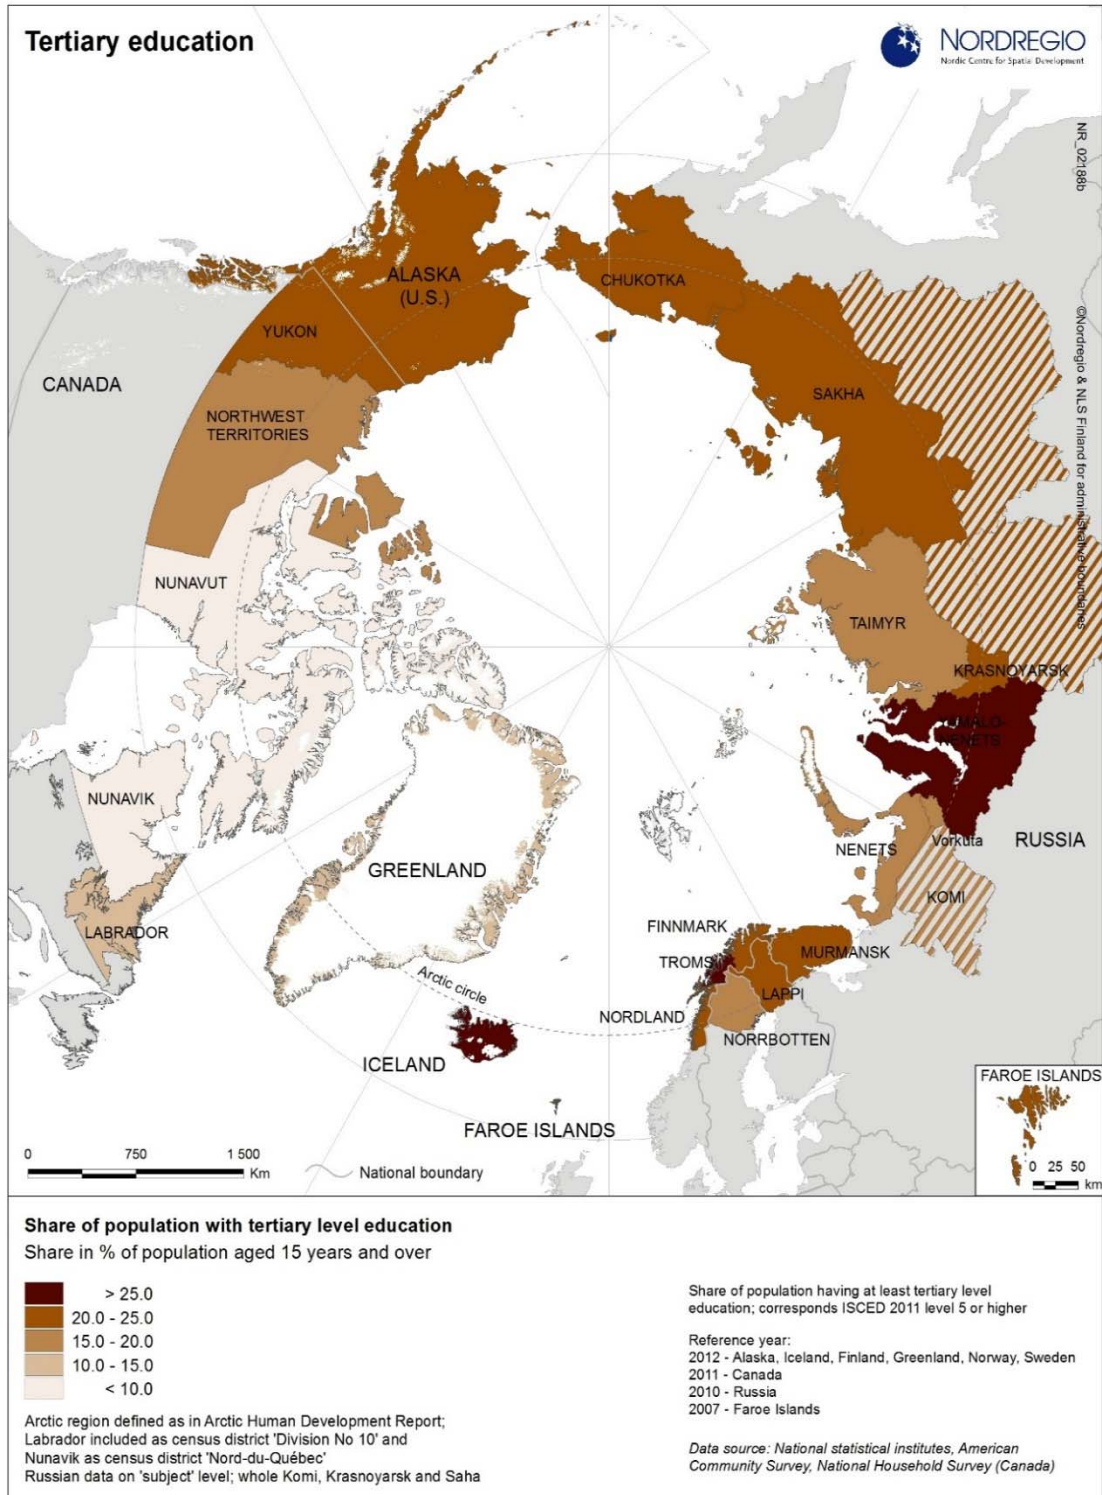 Tertiary education
NORDREGIO
Nordic Centre for Spatial Development
NR_02188b
©Nordregio & NLS Finland for administrative boundaries
ALASKA
(U.S.)
CHUKOTKA
YUKON
CANADA
SAKHA
NORTHWEST
TERRITORIES
NUNAVUT
TAIMYR
KRASNOYARSK
YAMALO-
NENETS
NUNAVIK
Vorkuta
RUSSIA
NENETS
GREENLAND
KOMI
FINNMARK
LABRADOR
MURMANSK
TROMS
Arctic circle
LAPPI
NORDLAND
NORRBOTTEN
ICELAND
FAROE ISLANDS
FAROE ISLANDS
0 750 1 500
Km
National boundary
0 25 50
km
Share of population with tertiary level education
Share in % of population aged 15 years and over
> 25.0
20.0 - 25.0
15.0 - 20.0
10.0 - 15.0
< 10.0
Arctic region defined as in Arctic Human Development Report;
Labrador included as census district 'Division No 10' and
Nunavik as census district 'Nord-du-Québec'
Russian data on 'subject' level; whole Komi, Krasnoyarsk and Saha
Share of population having at least tertiary level
education; corresponds ISCED 2011 level 5 or higher
Reference year:
2012 - Alaska, Iceland, Finland, Greenland, Norway, Sweden
2011 - Canada
2010 - Russia
2007 - Faroe Islands
Data source: National statistical institutes, American
Community Survey, National Household Survey (Canada)